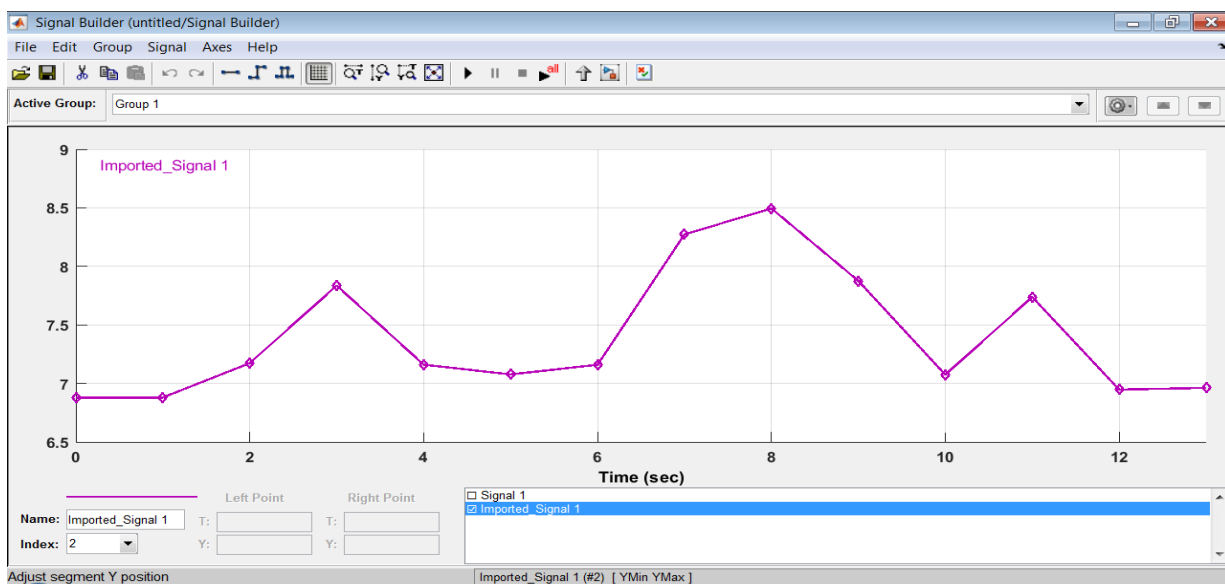 Signal Builder (untitled/Signal Builder)
File Edit Group Signal Axes Help
all
Active Group: Group 1
Imported_Signal 1
9
8.5
8
7.5
7
6.5
0 2 4 6 8 10 12
Time (sec)
Left Point Right Point
Name: Imported_Signal 1 T: T:
Index: 2 Y: Y:
Signal 1
Imported_Signal 1
Adjust segment Y position Imported_Signal 1 (#2) [ YMin YMax ]